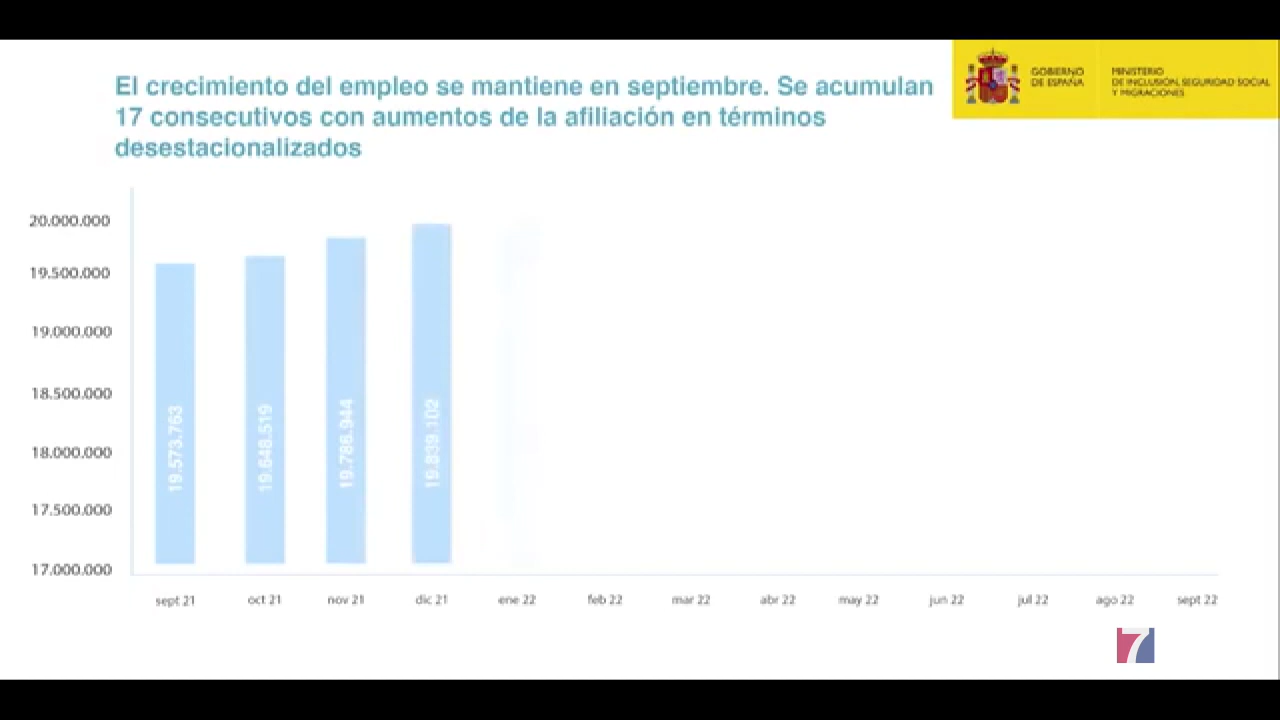 El crecimiento del empleo se mantiene en septiembre. Se acumulan
17 consecutivos con aumentos de la afiliación en términos
desestacionalizados
GOBIERNO
DE ESPAÑA
MINISTERIO
DE INCLUSIÓN, SEGURIDAD SOCIAL
Y MIGRACIONES
20.000.000
19.500.000
19.000.000
18.500.000
18.000.000
17.500.000
17.000.000
19.573.763
19.648.519
19.786.944
19.839.102
sept 21
oct 21
nov 21
dic 21
ene 22
feb 22
mar 22
abr 22
may 22
jun 22
jul 22
ago 22
sept 22
7